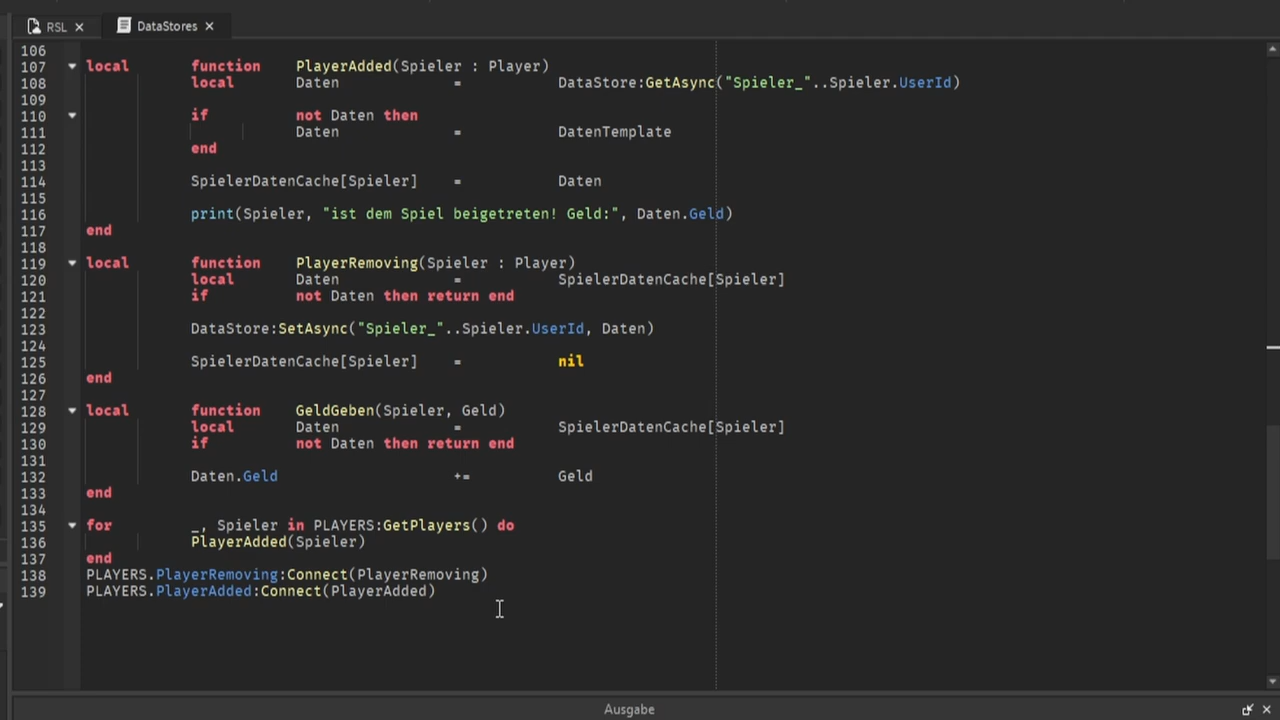 RSL
DataStores
106
107 local function PlayerAdded(Spieler : Player)
108 local Daten = DataStore:GetAsync("Spieler_"..Spieler.UserId)
109
110 if not Daten then
111 Daten = DatenTemplate
112 end
113
114 SpielerDatenCache[Spieler] = Daten
115
116 print(Spieler, "ist dem Spiel beigetreten! Geld:", Daten.Geld)
117 end
118
119 local function PlayerRemoving(Spieler : Player)
120 local Daten = SpielerDatenCache[Spieler]
121 if not Daten then return end
122
123 DataStore:SetAsync("Spieler_"..Spieler.UserId, Daten)
124
125 SpielerDatenCache[Spieler] = nil
126 end
127
128 local function GeldGeben(Spieler, Geld)
129 local Daten = SpielerDatenCache[Spieler]
130 if not Daten then return end
131
132 Daten.Geld += Geld
133 end
134
135 for _, Spieler in PLAYERS:GetPlayers() do
136 PlayerAdded(Spieler)
137 end
138 PLAYERS.PlayerRemoving:Connect(PlayerRemoving)
139 PLAYERS.PlayerAdded:Connect(PlayerAdded)
Ausgabe